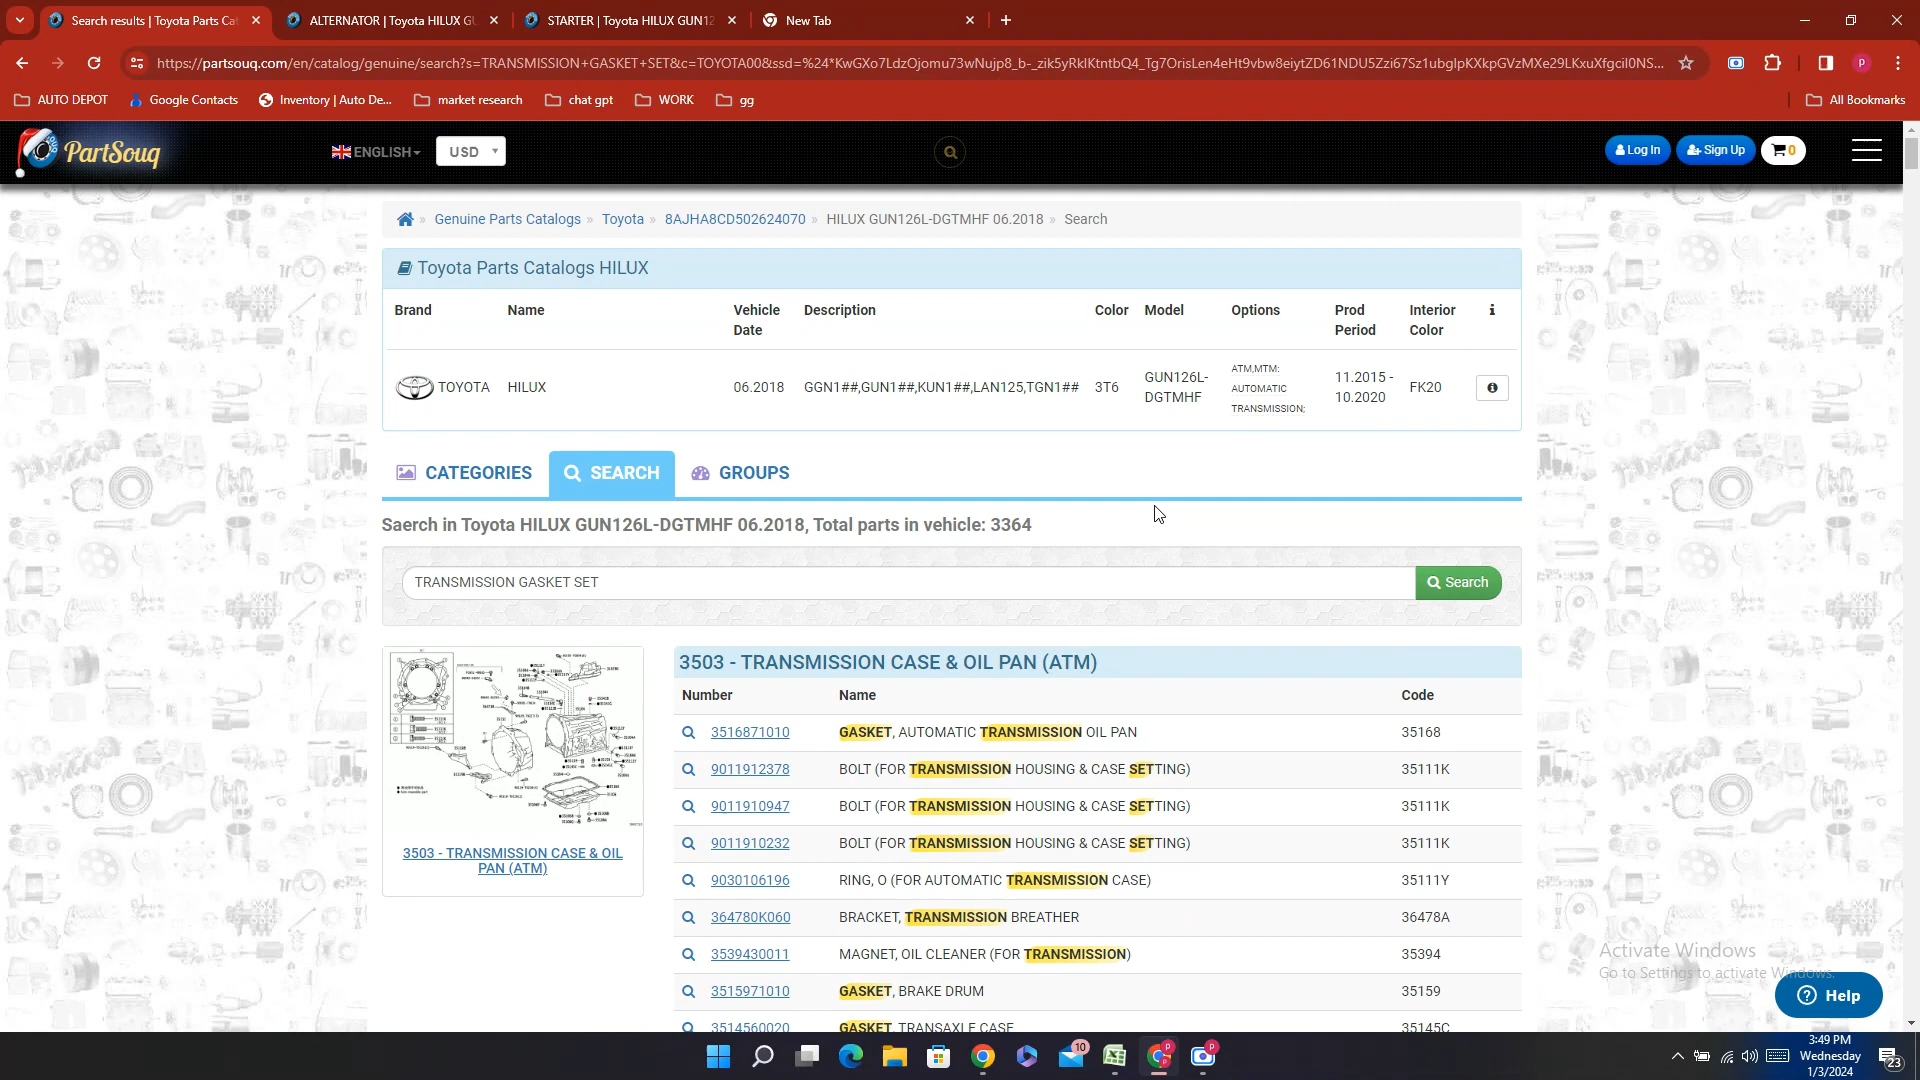 Search results | Toyota Parts Cat
ALTERNATOR | Toyota HILUX GU
STARTER | Toyota HILUX GUN12
New Tab
AUTO DEPOT
Google Contacts
Inventory | Auto De...
market research
chat gpt
WORK
gg
All Bookmarks
PartSouq
ENGLISH
USD
Log In
Sign Up
0
Genuine Parts Catalogs » Toyota » 8AJHA8CD502624070 » HILUX GUN126L-DGTMHF 06.2018 » Search
Toyota Parts Catalogs HILUX
Brand Name Vehicle Date Description Color Model Options Prod Period Interior Color i
TOYOTA HILUX 06.2018 GGN1##,GUN1##,KUN1##,LAN125,TGN1## 3T6 GUN126L-DGTMHF ATM,MTM: AUTOMATIC TRANSMISSION; 11.2015 - 10.2020 FK20
CATEGORIES
SEARCH
GROUPS
Saerch in Toyota HILUX GUN126L-DGTMHF 06.2018, Total parts in vehicle: 3364
TRANSMISSION GASKET SET
Search
3503 - TRANSMISSION CASE & OIL
PAN (ATM)
3503 - TRANSMISSION CASE & OIL PAN (ATM)
Number Name Code
3516871010 GASKET, AUTOMATIC TRANSMISSION OIL PAN 35168
9011912378 BOLT (FOR TRANSMISSION HOUSING & CASE SETTING) 35111K
9011910947 BOLT (FOR TRANSMISSION HOUSING & CASE SETTING) 35111K
9011910232 BOLT (FOR TRANSMISSION HOUSING & CASE SETTING) 35111K
9030106196 RING, O (FOR AUTOMATIC TRANSMISSION CASE) 35111Y
364780K060 BRACKET, TRANSMISSION BREATHER 36478A
3539430011 MAGNET, OIL CLEANER (FOR TRANSMISSION) 35394
3515971010 GASKET, BRAKE DRUM 35159
3514560020 GASKET, TRANSAXLE CASE 35145C
Activate Windows
Go to Settings to activate Windows.
Help
10
3:49 PM
Wednesday
1/3/2024
23